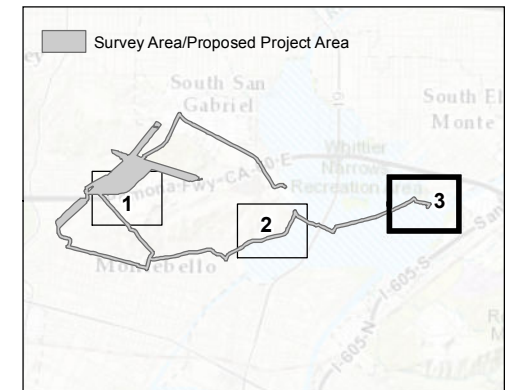 Survey Area/Proposed Project Area
South San
Gabriel
South El
Monte
Whittier
Narrows
Recreation Area
Fwy-CA-60-E
1
2
3
Montebello
I-605-S
I-605-N
San